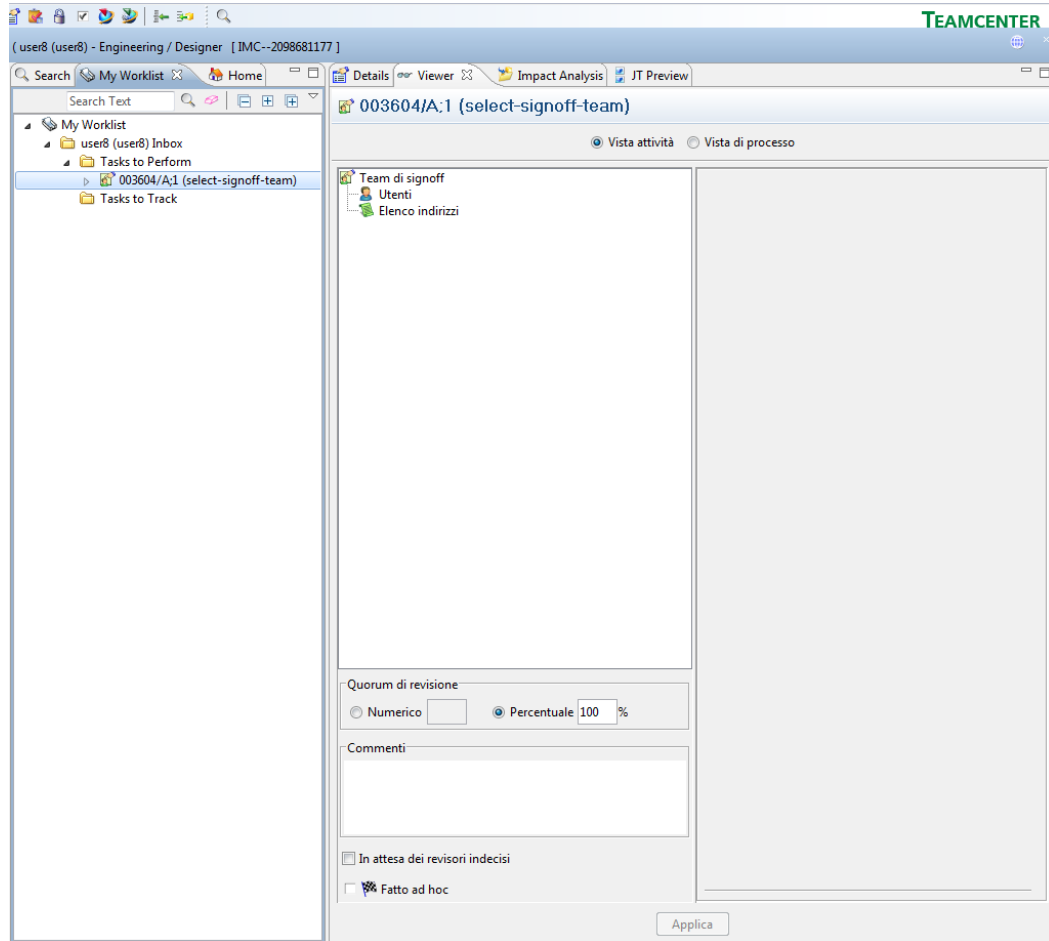 TEAMCENTER
( user8 (user8) - Engineering / Designer [ IMC--2098681177 ]
Search My Worklist Home
Details Viewer Impact Analysis JT Preview
Search Text
003604/A;1 (select-signoff-team)
My Worklist
user8 (user8) Inbox
Tasks to Perform
003604/A;1 (select-signoff-team)
Tasks to Track
Vista attività Vista di processo
Team di signoff
Utenti
Elenco indirizzi
Quorum di revisione
Numerico Percentuale 100 %
Commenti
In attesa dei revisori indecisi
Fatto ad hoc
Applica